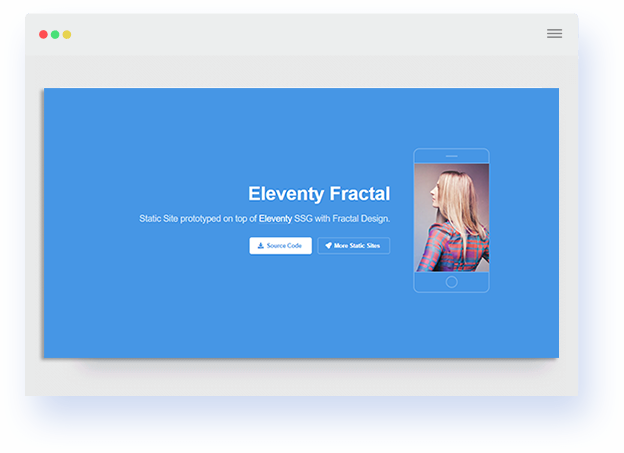 Eleventy Fractal
Static Site prototyped on top of Eleventy SSG with Fractal Design.
Source Code
More Static Sites